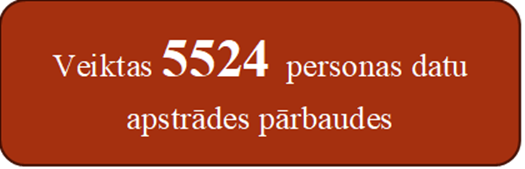 Veiktas 5524 personas datu
apstrādes pārbaudes